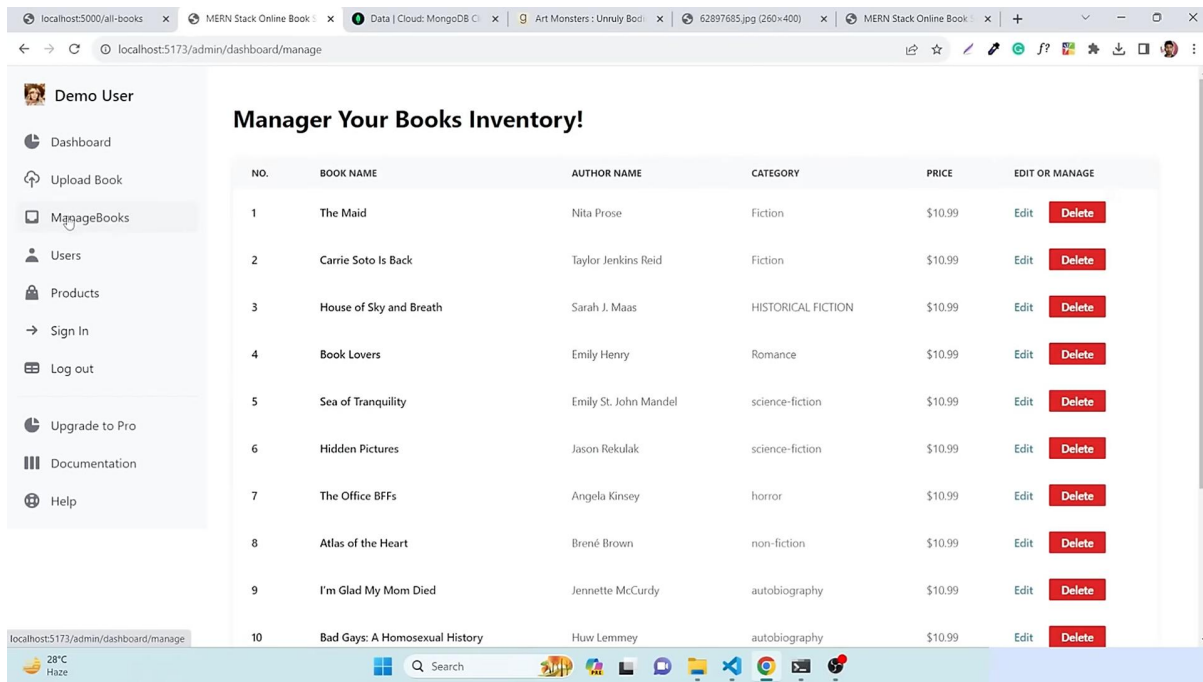 localhost:5173/all-books
MERN Stack Online Book S
Data | Cloud: MongoDB Cl
Art Monsters : Unruly Bodi
62897685.jpg (260×400)
MERN Stack Online Book S
localhost:5173/admin/dashboard/manage
Demo User
Dashboard
Upload Book
ManageBooks
Users
Products
Sign In
Log out
Upgrade to Pro
Documentation
Help
Manager Your Books Inventory!
NO. BOOK NAME AUTHOR NAME CATEGORY PRICE EDIT OR MANAGE
1 The Maid Nita Prose Fiction $10.99 Edit Delete
2 Carrie Soto Is Back Taylor Jenkins Reid Fiction $10.99 Edit Delete
3 House of Sky and Breath Sarah J. Maas HISTORICAL FICTION $10.99 Edit Delete
4 Book Lovers Emily Henry Romance $10.99 Edit Delete
5 Sea of Tranquility Emily St. John Mandel science-fiction $10.99 Edit Delete
6 Hidden Pictures Jason Rekulak science-fiction $10.99 Edit Delete
7 The Office BFFs Angela Kinsey horror $10.99 Edit Delete
8 Atlas of the Heart Brené Brown non-fiction $10.99 Edit Delete
9 I'm Glad My Mom Died Jennette McCurdy autobiography $10.99 Edit Delete
10 Bad Gays: A Homosexual History Huw Lemmey autobiography $10.99 Edit Delete
localhost:5173/admin/dashboard/manage
28°C
Haze
Search